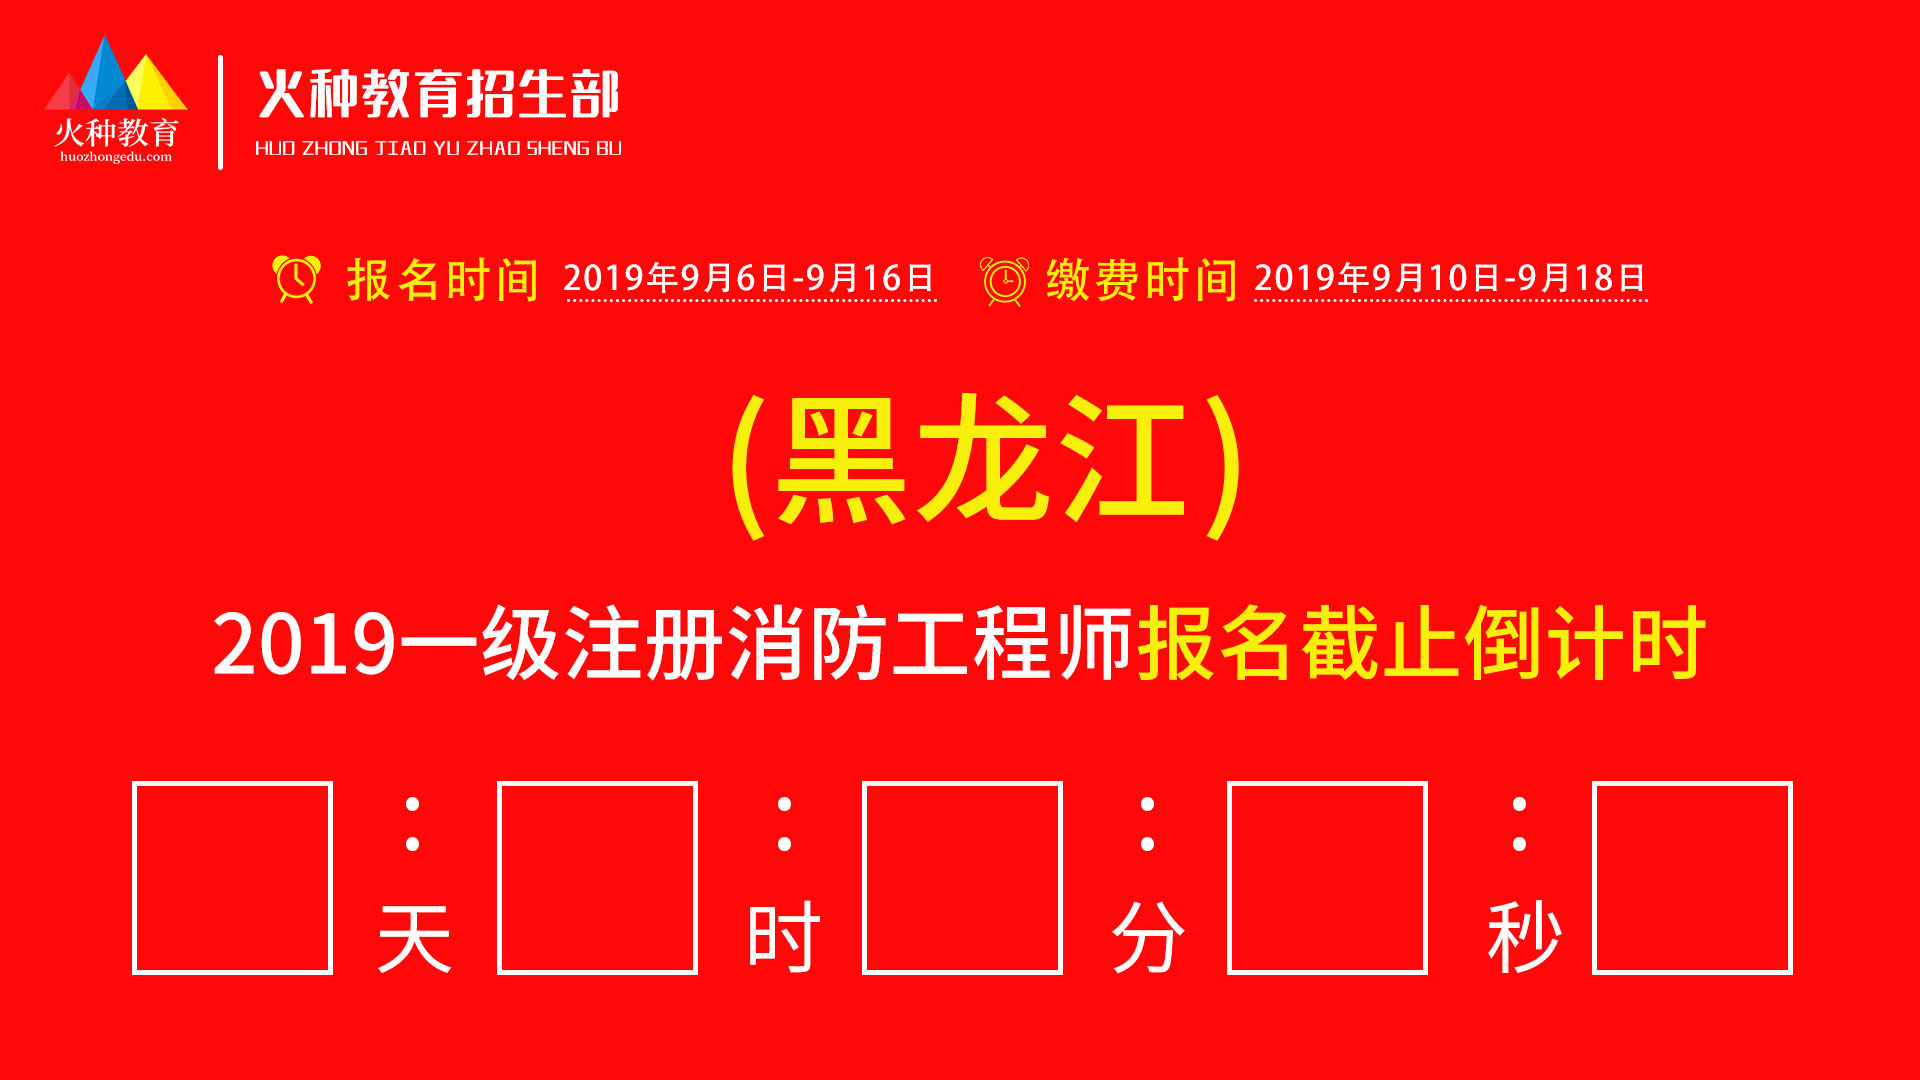 火种教育
huozhongedu.com
火种教育招生部
HUO ZHONG JIAO YU ZHAO SHENG BU
报名时间 2019年9月6日-9月16日 缴费时间 2019年9月10日-9月18日
(黑龙江)
2019一级注册消防工程师报名截止倒计时
: : : :
天 时 分 秒